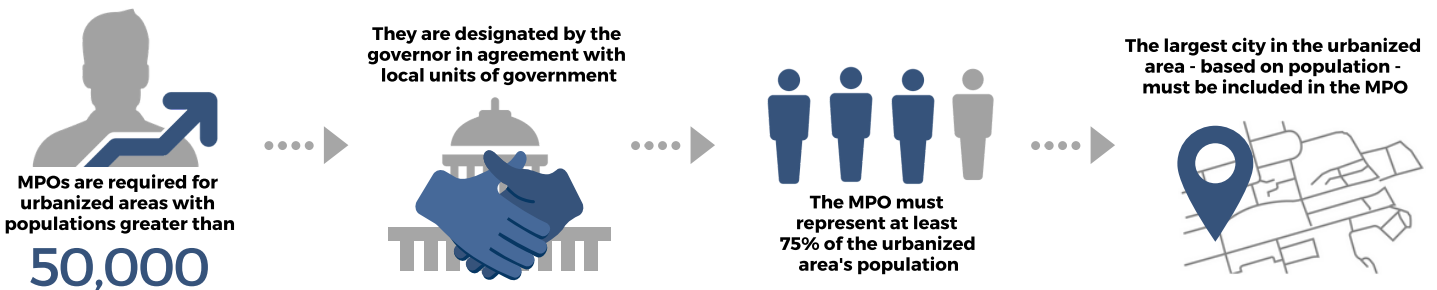 MPOs are required for
urbanized areas with
populations greater than
50,000
They are designated by the
governor in agreement with
local units of government
The MPO must
represent at least
75% of the urbanized
area's population
The largest city in the urbanized
area - based on population -
must be included in the MPO